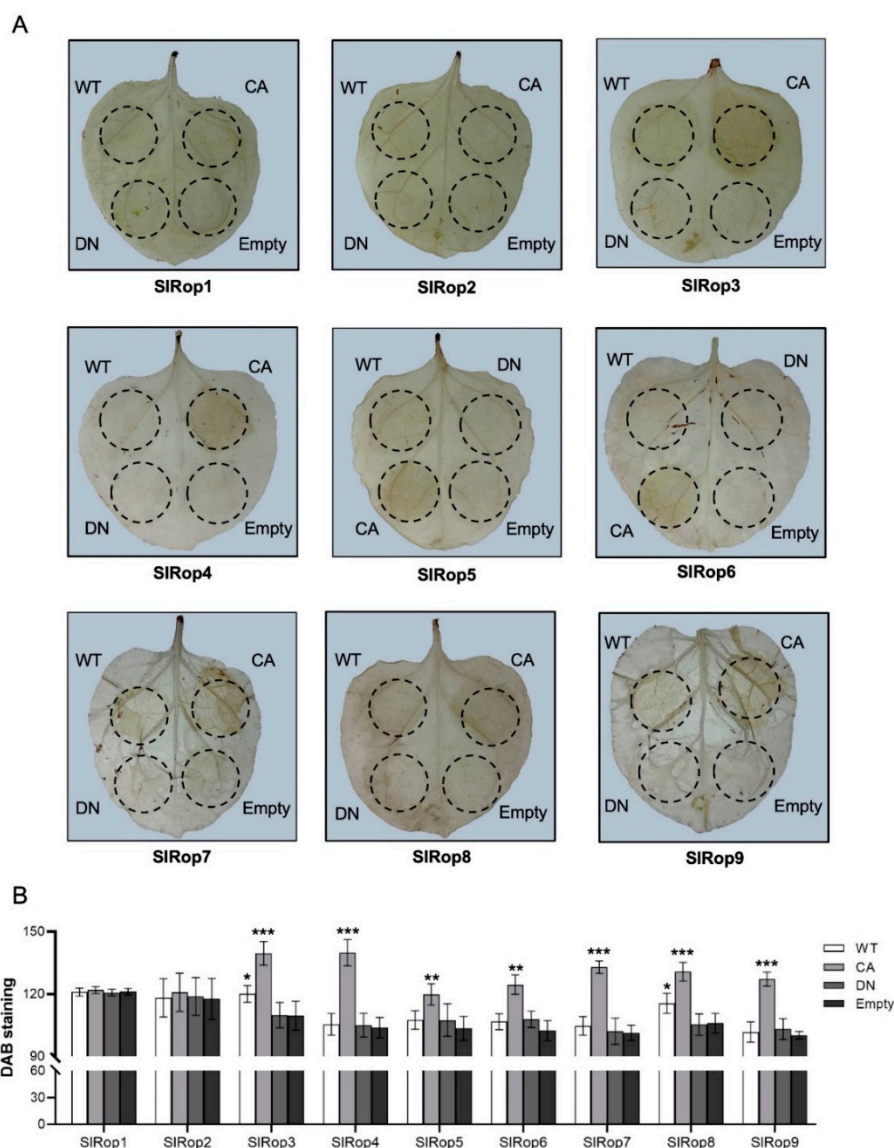 A
WT CA
DN Empty
SlRop1
WT CA
DN Empty
SlRop2
WT CA
DN Empty
SlRop3
WT CA
DN Empty
SlRop4
WT DN
CA Empty
SlRop5
WT DN
CA Empty
SlRop6
WT CA
DN Empty
SlRop7
WT CA
DN Empty
SlRop8
WT CA
DN Empty
SlRop9
B
DAB staining
150
120
90
60
30
0
* *** *** ** ** *** * *** ***
WT
CA
DN
Empty
SlRop1 SlRop2 SlRop3 SlRop4 SlRop5 SlRop6 SlRop7 SlRop8 SlRop9